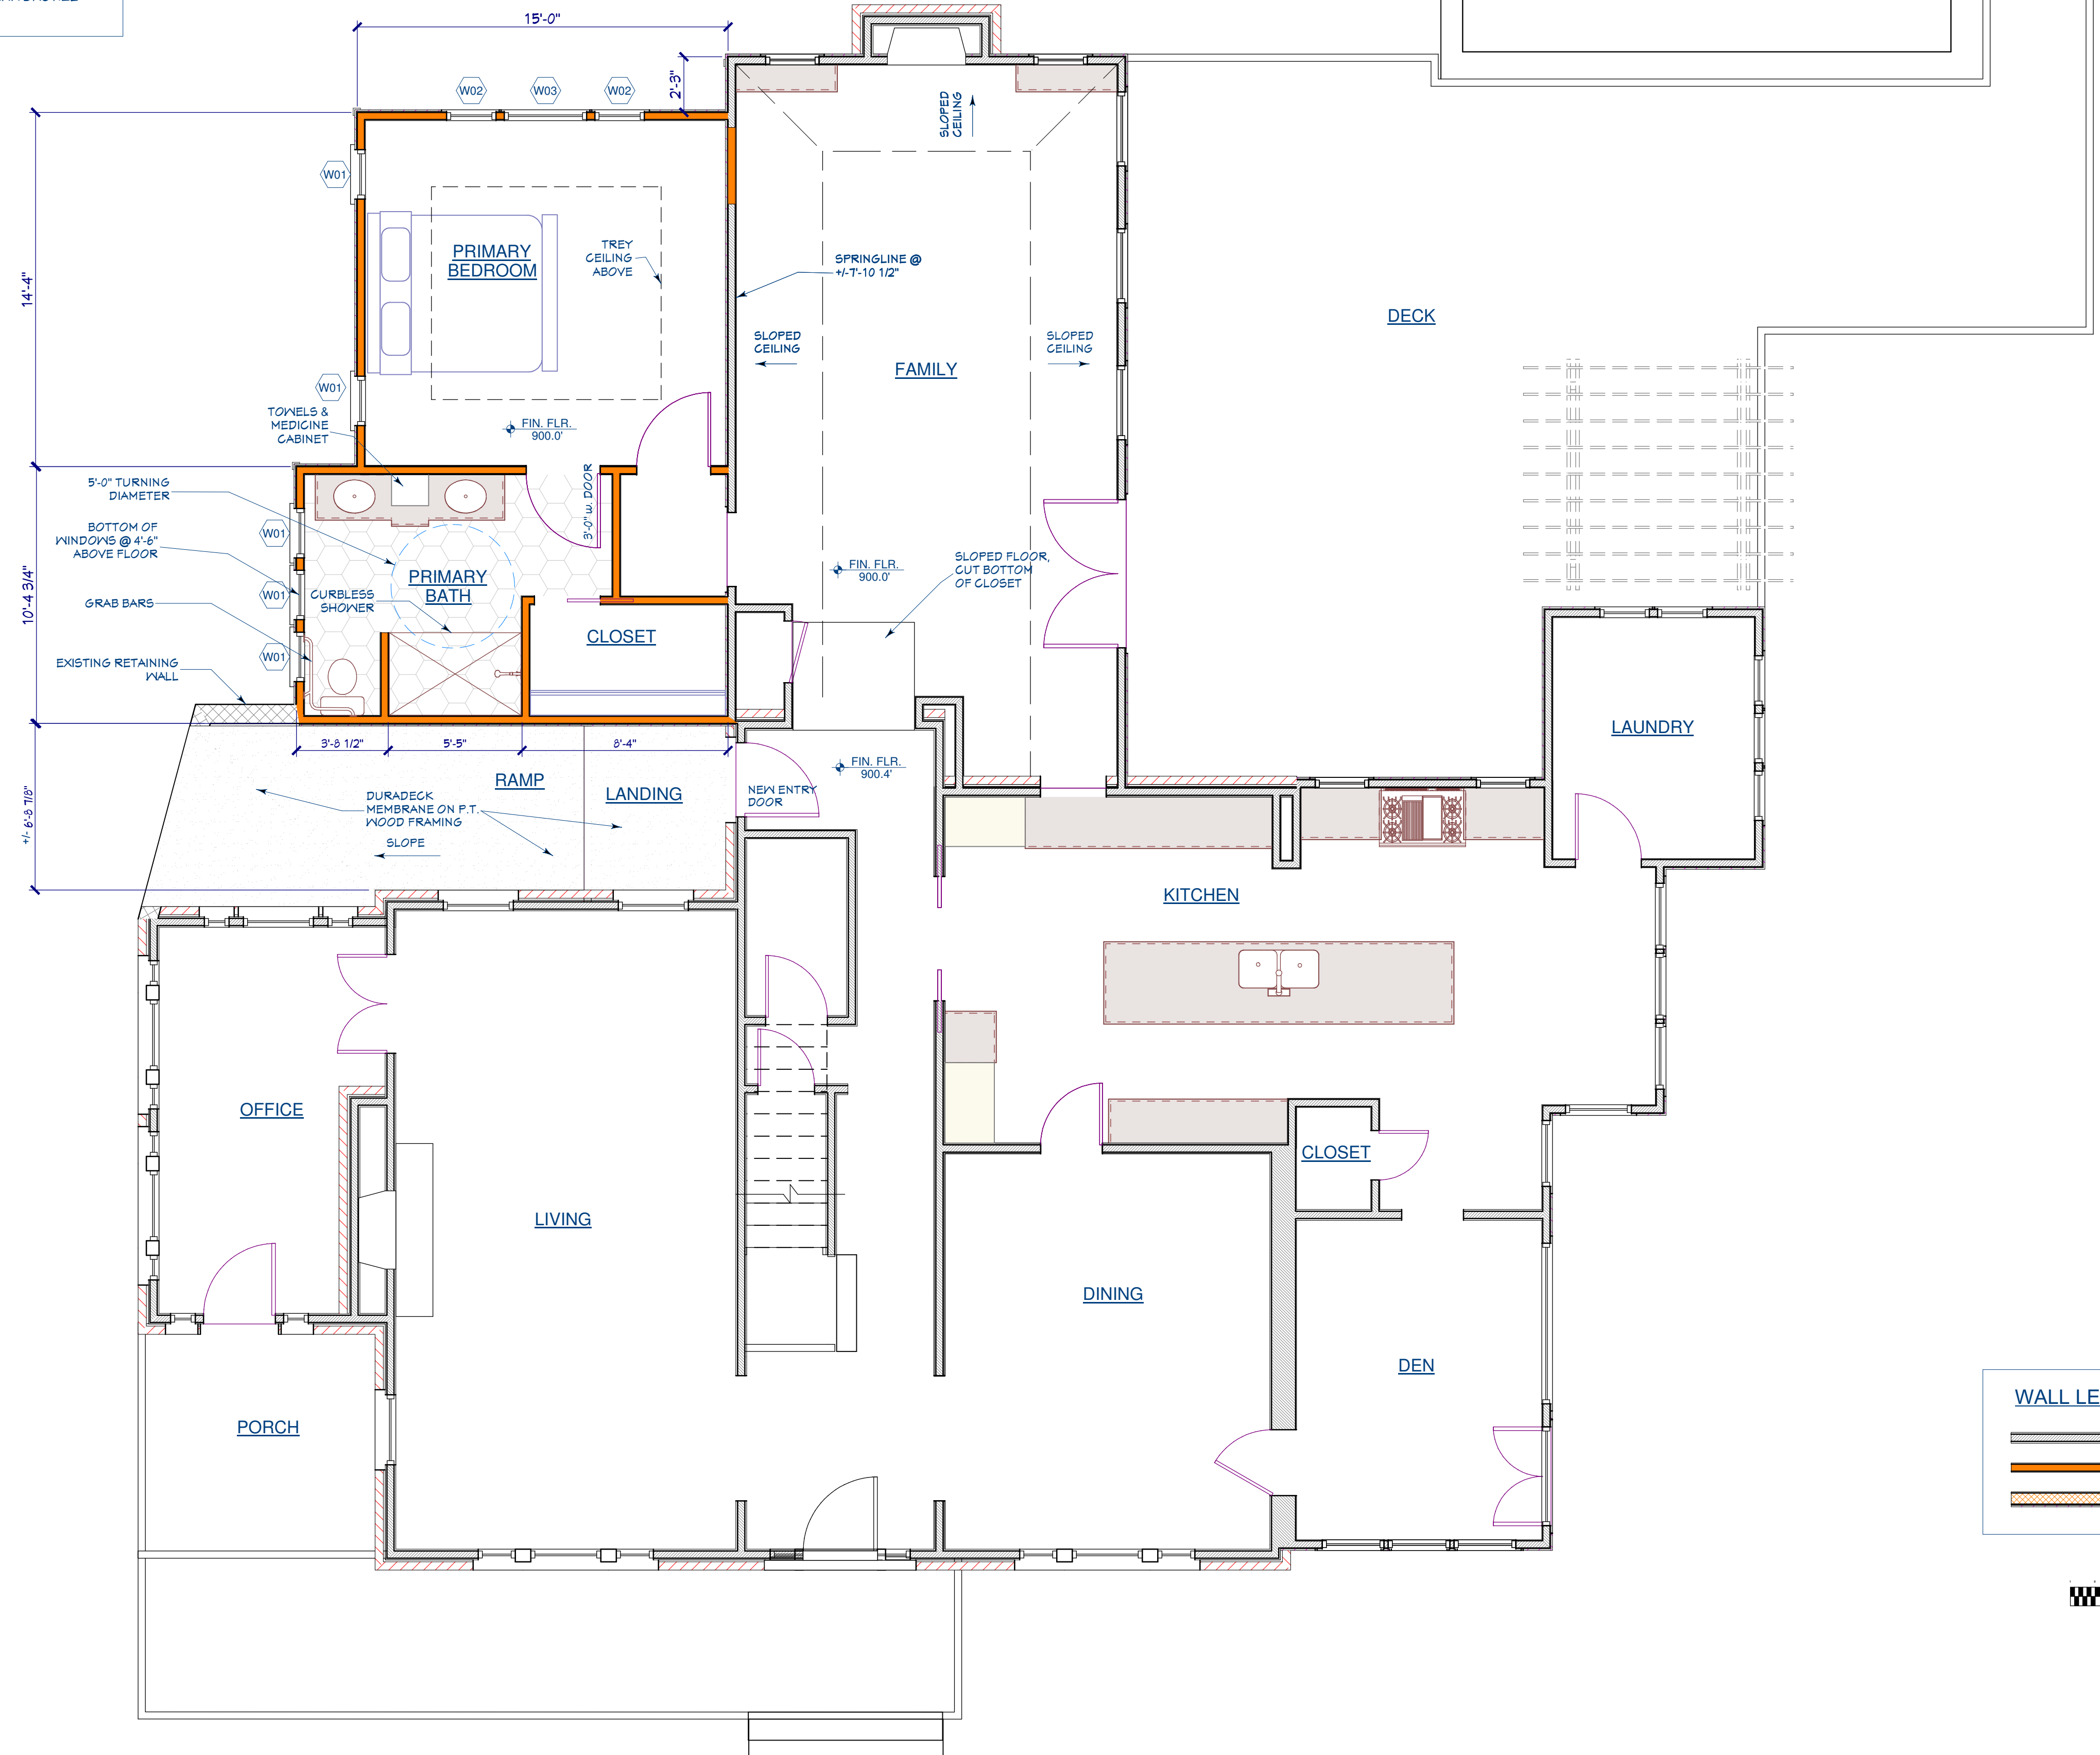 15'-0"
2'-3"
W02
W03
W02
W01
14'-4"
PRIMARY
BEDROOM
TREY
CEILING
ABOVE
SLOPED
CEILING
SPRINGLINE @
+/-7'-10 1/2"
SLOPED
CEILING
SLOPED
CEILING
FAMILY
DECK
W01
TOWELS &
MEDICINE
CABINET
FIN. FLR.
900.0'
5'-0" TURNING
DIAMETER
3'-0" W. DOOR
BOTTOM OF
WINDOWS @ 4'-6"
ABOVE FLOOR
W01
W01
W01
10'-4 3/4"
GRAB BARS
PRIMARY
BATH
CURBLESS
SHOWER
CLOSET
FIN. FLR.
900.0'
SLOPED FLOOR,
CUT BOTTOM
OF CLOSET
EXISTING RETAINING
WALL
LAUNDRY
3'-8 1/2"
5'-5"
8'-4"
+/- 6'-8 7/8"
RAMP
LANDING
DURADECK
MEMBRANE ON P.T.
WOOD FRAMING
SLOPE
NEW ENTRY
DOOR
FIN. FLR.
900.4'
KITCHEN
OFFICE
LIVING
CLOSET
DINING
DEN
PORCH
WALL LE